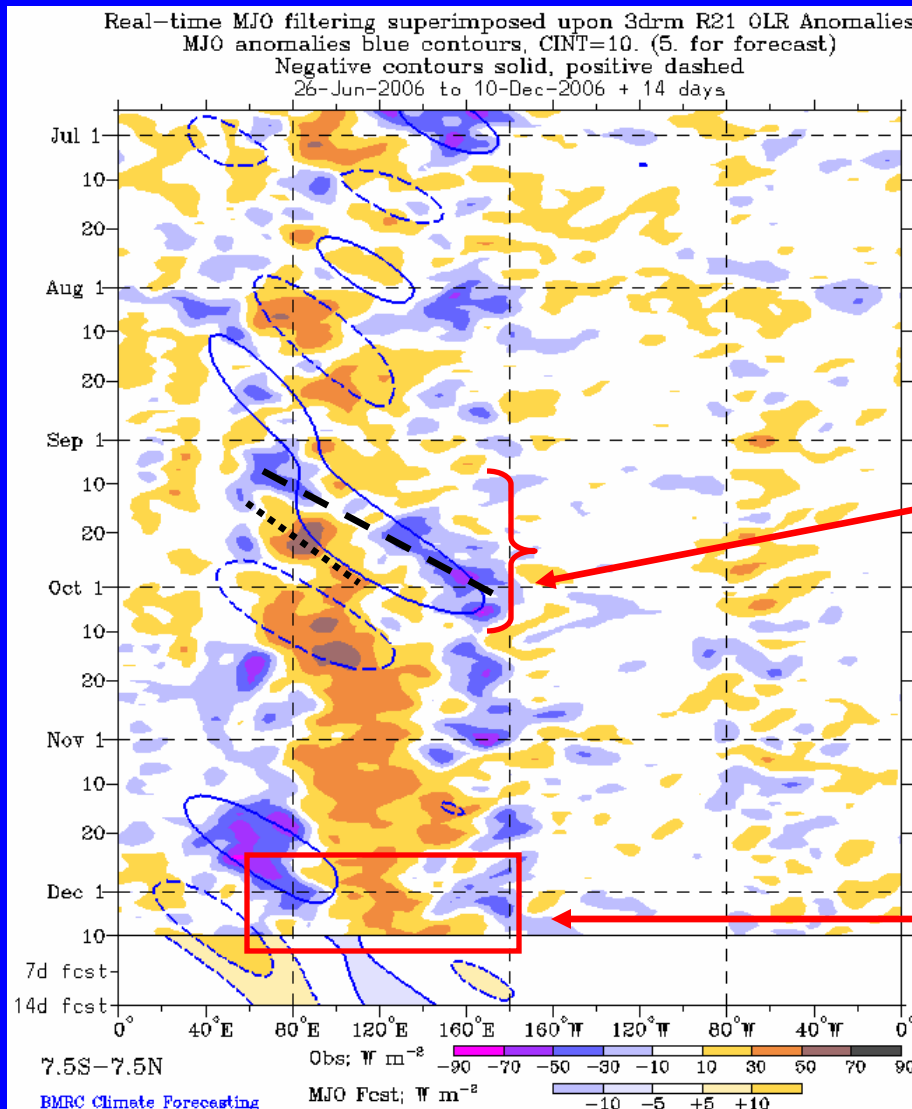 Real-time MJO filtering superimposed upon 3drm R21 OLR Anomalies
MJO anomalies blue contours, CINT=10. (5. for forecast)
Negative contours solid, positive dashed
26-Jun-2006 to 10-Dec-2006 + 14 days
Jul 1
10
20
Aug 1
10
20
Sep 1
10
20
Oct 1
10
20
Nov 1
10
20
Dec 1
10
7d fcst
14d fcst
0° 40°E 80°E 120°E 160°E 160°W 120°W 80°W 40°W 0°
7.5S-7.5N
Obs; W m⁻²
-90 -70 -50 -30 -10 10 30 50 70 90
BMRC Climate Forecasting
MJO Fcst; W m⁻²
-10 -5 +5 +10